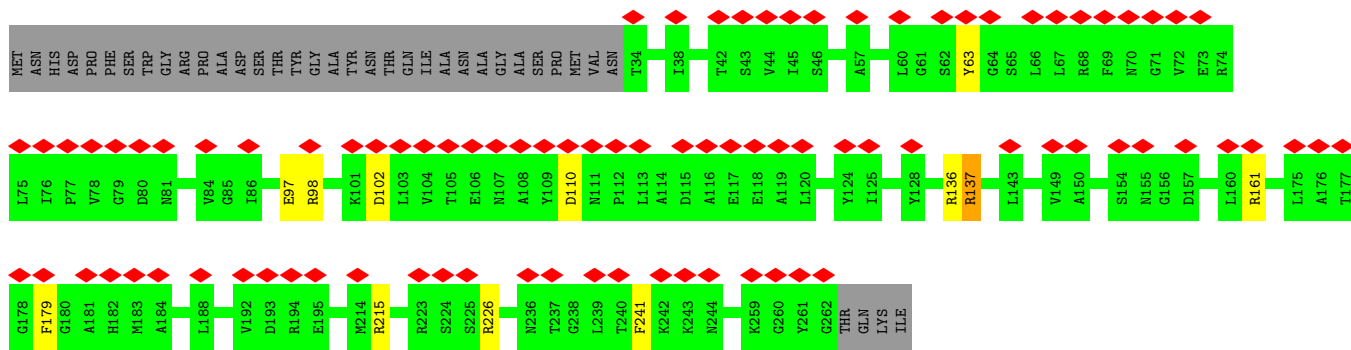 MET ASN HIS ASP PRO PHE SER TRP GLY ARG PRO ALA ASP SER THR TYR GLY ALA TYR ASN THR GLN ILE ALA ASN ALA GLY ALA SER PRO MET VAL ASN T34 I38 T42 S43 V44 I45 S46 A57 L60 G61 S62 Y63 G64 S65 L66 L67 R68 F69 N70 G71 V72 E73 R74
L75 I76 P77 V78 G79 D80 N81 V84 G85 I86 E97 R98 K101 D102 L103 V104 T105 E106 N107 A108 Y109 D110 N111 P112 L113 A114 D115 A116 E117 E118 A119 L120 Y124 I125 Y128 R136 R137 L143 V149 A150 S154 N155 G156 D157 L160 R161 L175 A176 T177
G178 F179 G180 A181 H182 M183 A184 L188 V192 D193 R194 E195 M214 R215 R223 S224 S225 R226 N236 T237 G238 L239 T240 F241 K242 K243 N244 K259 G260 Y261 G262 THR GLN LYS ILE